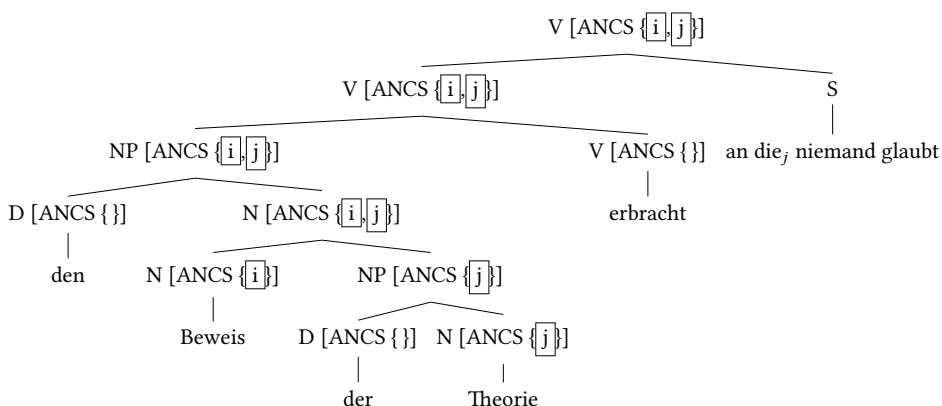 V [ANCS {i,j}]
V [ANCS {i,j}] S
NP [ANCS {i,j}] V [ANCS {}] an die_j niemand glaubt
D [ANCS {}] N [ANCS {i,j}] erbracht
den N [ANCS {i}] NP [ANCS {j}]
Beweis D [ANCS {}] N [ANCS {j}]
der Theorie